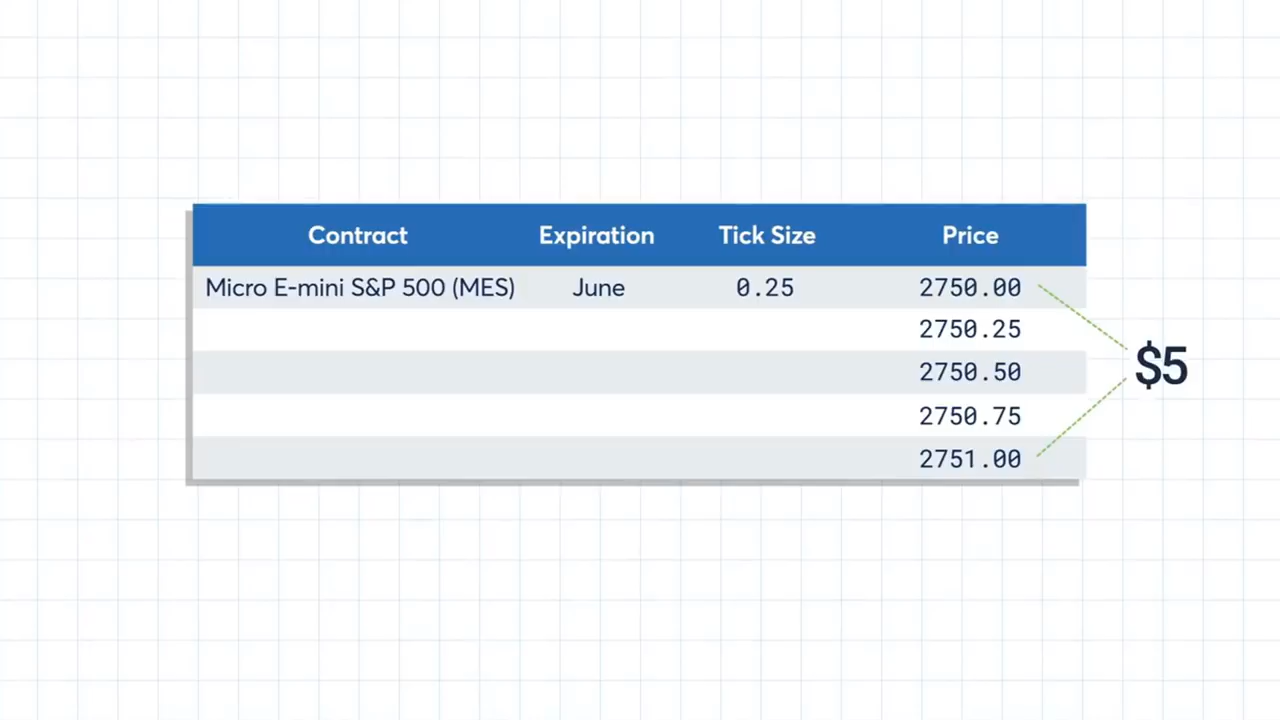 Contract Expiration Tick Size Price
Micro E-mini S&P 500 (MES) June 0.25 2750.00
2750.25
$5
2750.50
2750.75
2751.00